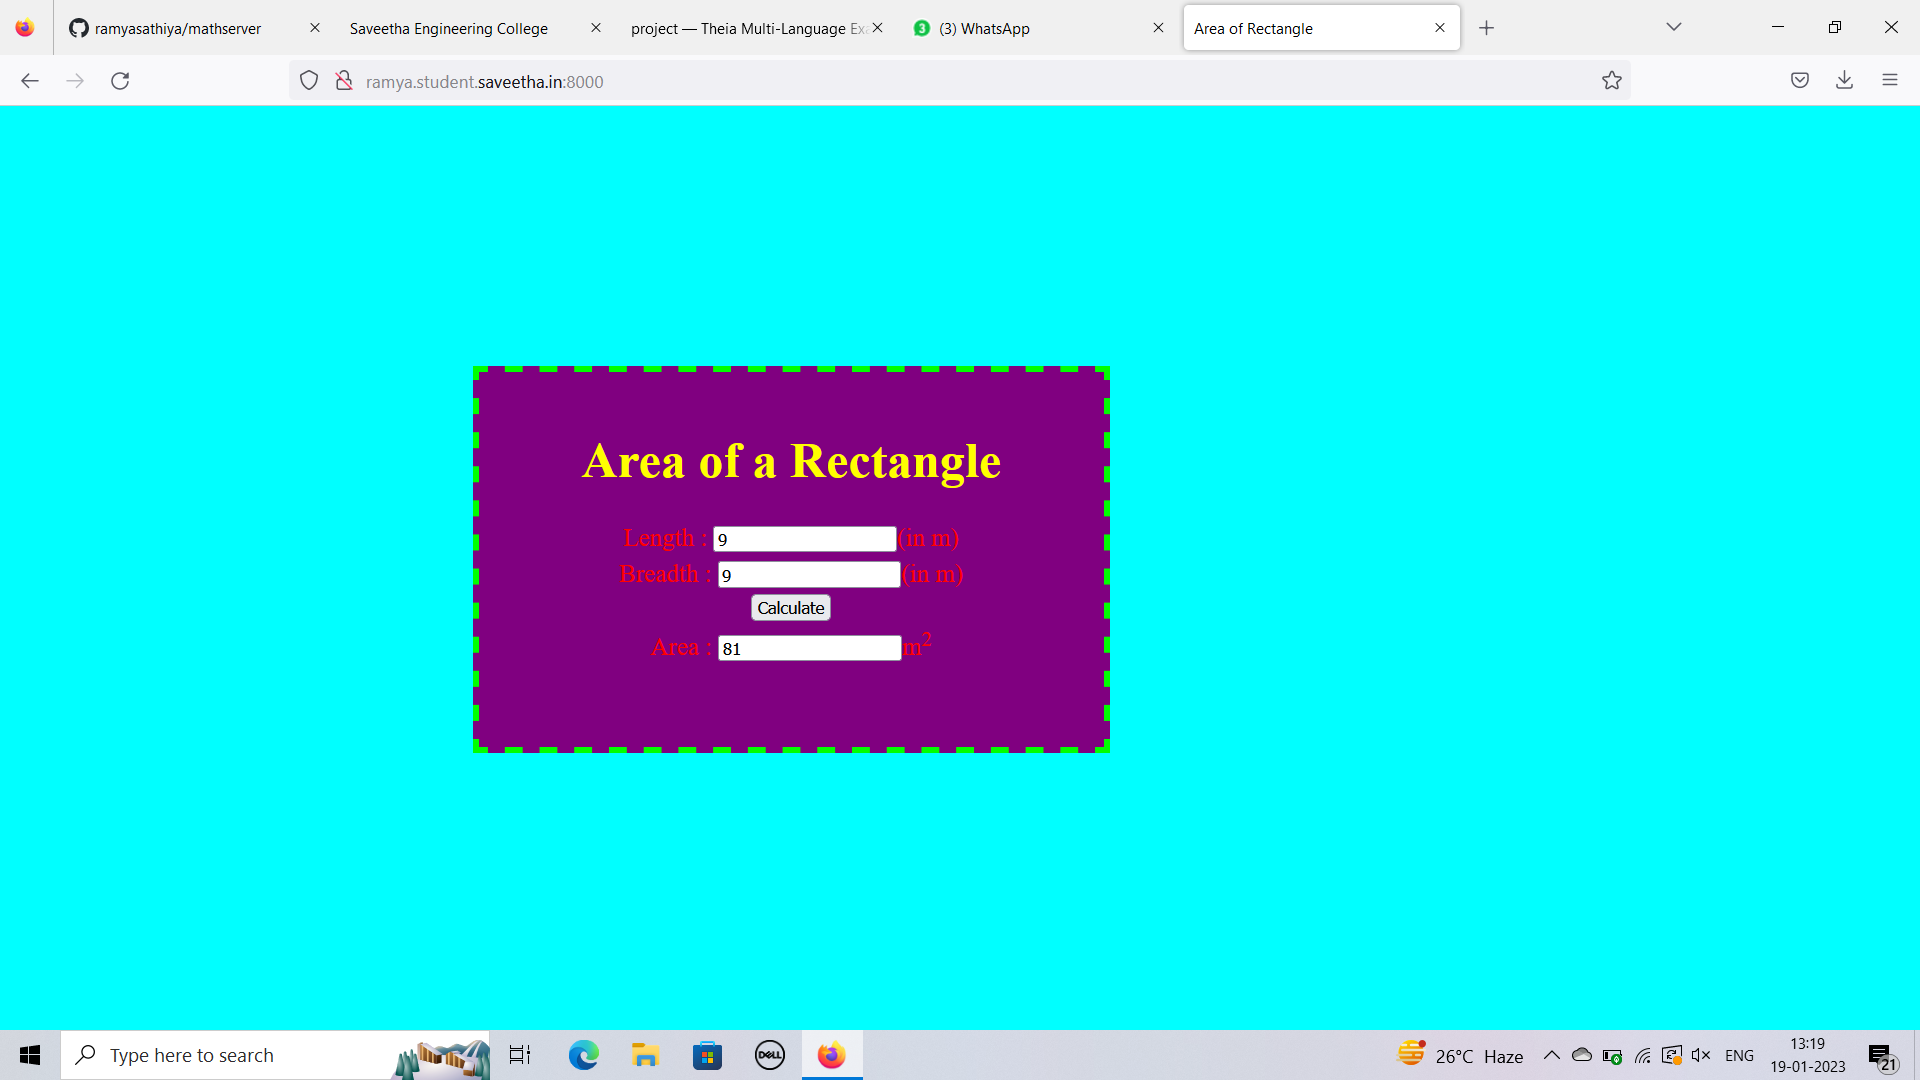 ramyasathiya/mathserver
Saveetha Engineering College
project — Theia Multi-Language
3 (3) WhatsApp
Area of Rectangle
ramya.student.saveetha.in:8000
Area of a Rectangle
Length : 9 (in m)
Breadth : 9 (in m)
Calculate
Area : 81 m²
Type here to search
DELL
26°C Haze
ENG
13:19
19-01-2023
21